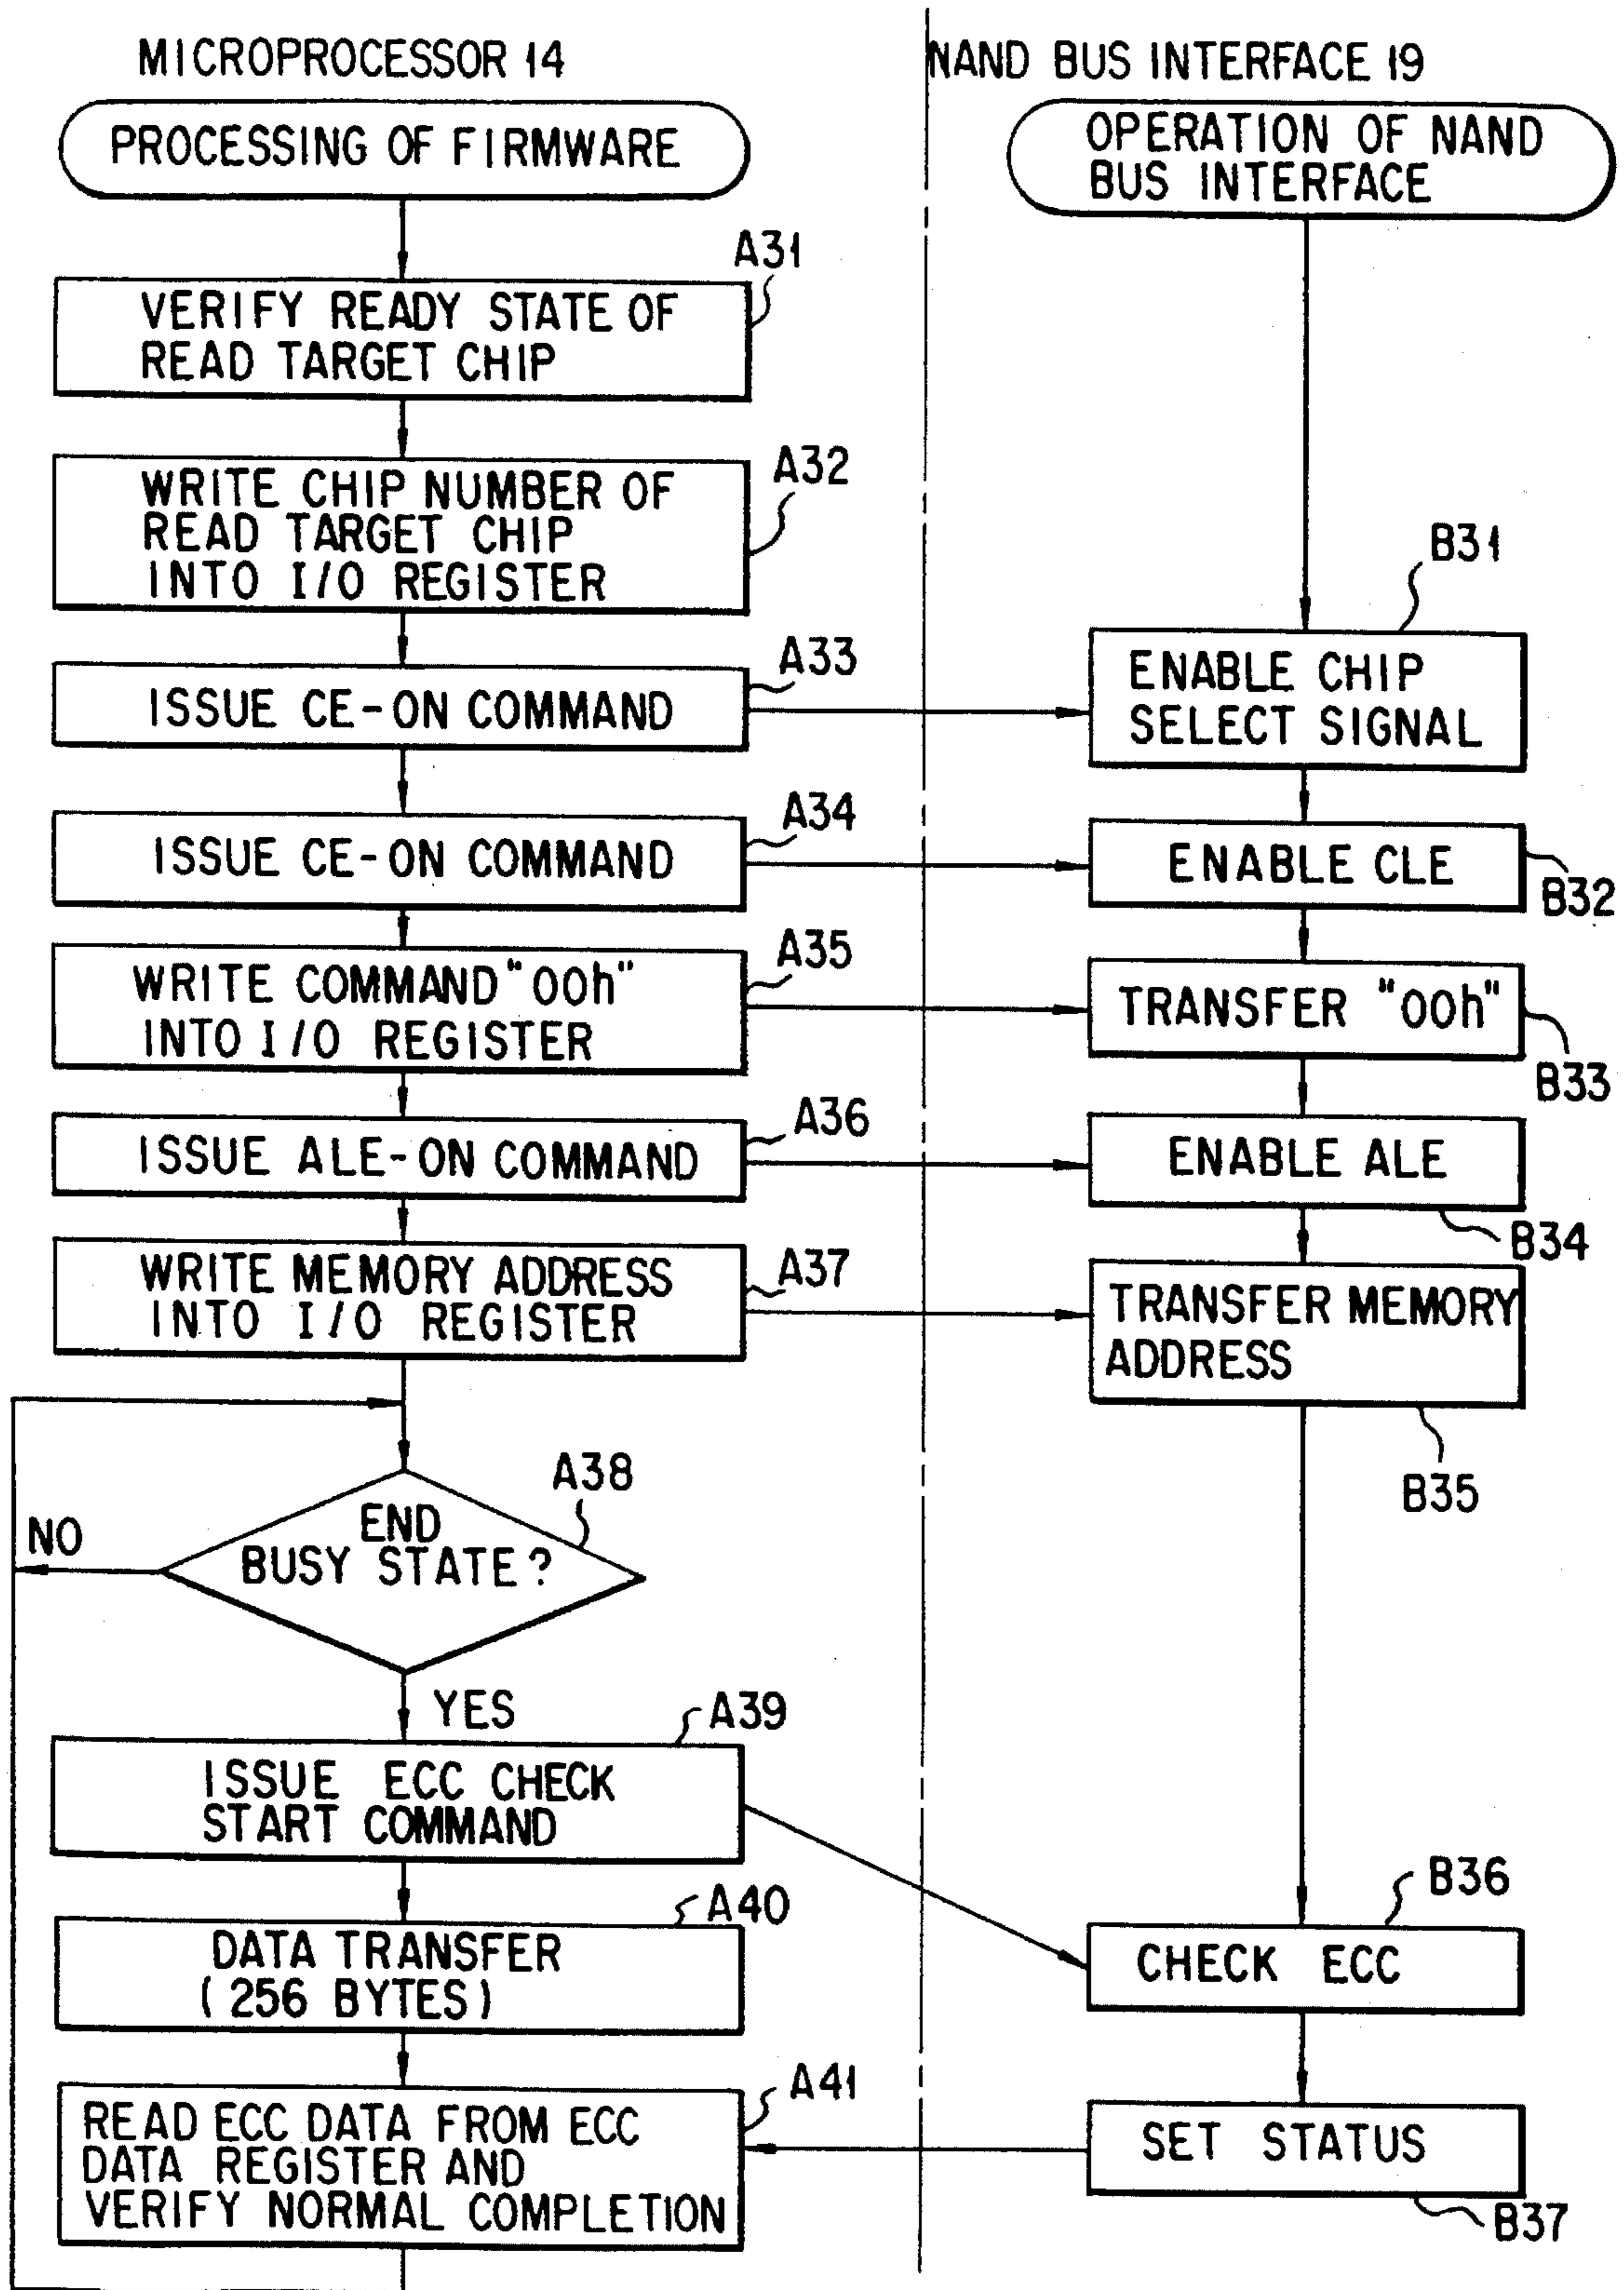 MICROPROCESSOR 14
PROCESSING OF FIRMWARE
A31
VERIFY READY STATE OF
READ TARGET CHIP
A32
WRITE CHIP NUMBER OF
READ TARGET CHIP
INTO I/O REGISTER
A33
ISSUE CE-ON COMMAND
A34
ISSUE CE-ON COMMAND
A35
WRITE COMMAND "00h"
INTO I/O REGISTER
A36
ISSUE ALE-ON COMMAND
A37
WRITE MEMORY ADDRESS
INTO I/O REGISTER
A38
END
BUSY STATE?
NO
YES
A39
ISSUE ECC CHECK
START COMMAND
A40
DATA TRANSFER
(256 BYTES)
A41
READ ECC DATA FROM ECC
DATA REGISTER AND
VERIFY NORMAL COMPLETION
NAND BUS INTERFACE 19
OPERATION OF NAND
BUS INTERFACE
B31
ENABLE CHIP
SELECT SIGNAL
ENABLE CLE
B32
TRANSFER "00h"
B33
ENABLE ALE
B34
TRANSFER MEMORY
ADDRESS
B35
B36
CHECK ECC
SET STATUS
B37